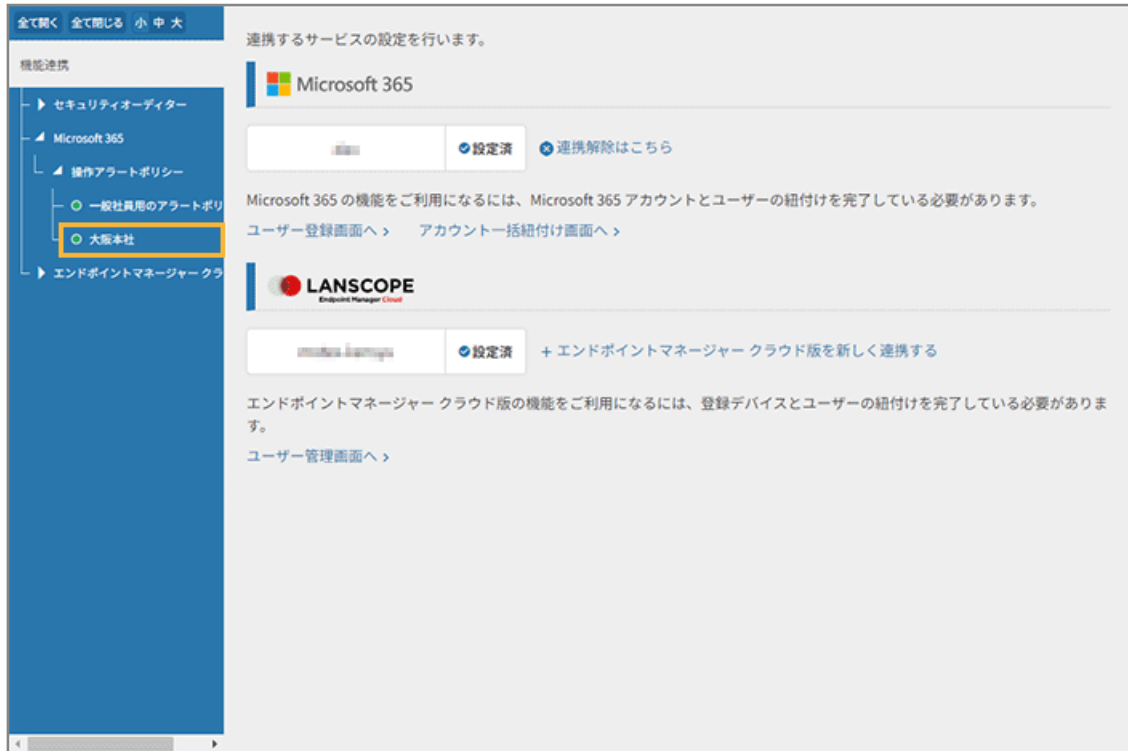 全て開く 全て閉じる 小 中 大
機能連携
セキュリティオーディター
Microsoft 365
操作アラートポリシー
一般社員用のアラートポリ
大阪本社
エンドポイントマネージャー クラ
連携するサービスの設定を行います。
Microsoft 365
設定済 連携解除はこちら
Microsoft 365 の機能をご利用になるには、Microsoft 365 アカウントとユーザーの紐付けを完了している必要があります。
ユーザー登録画面へ > アカウント一括紐付け画面へ >
LANSCOPE
Endpoint Manager Cloud
設定済 + エンドポイントマネージャー クラウド版を新しく連携する
エンドポイントマネージャー クラウド版の機能をご利用になるには、登録デバイスとユーザーの紐付けを完了している必要がありま
す。
ユーザー管理画面へ >